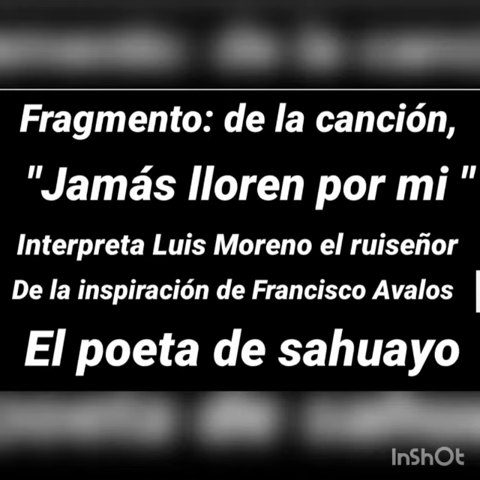 Fragmento: de la canción,
"Jamás lloren por mi "
Interpreta Luis Moreno el ruiseñor
De la inspiración de Francisco Avalos
El poeta de sahuayo
InShOt